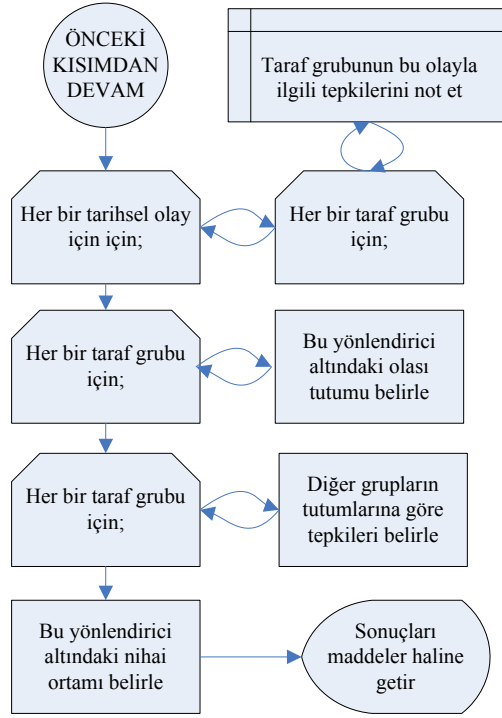 ÖNCEKİ
KISIMDAN
DEVAM
Taraf grubunun bu olayla
ilgili tepkilerini not et
Her bir tarihsel olay
için için;
Her bir taraf grubu
için;
Her bir taraf grubu
için;
Bu yönlendirici
altındaki olası
tutumu belirle
Her bir taraf grubu
için;
Diğer grupların
tutumlarına göre
tepkileri belirle
Bu yönlendirici
altındaki nihai
ortamı belirle
Sonuçları
maddeler haline
getir